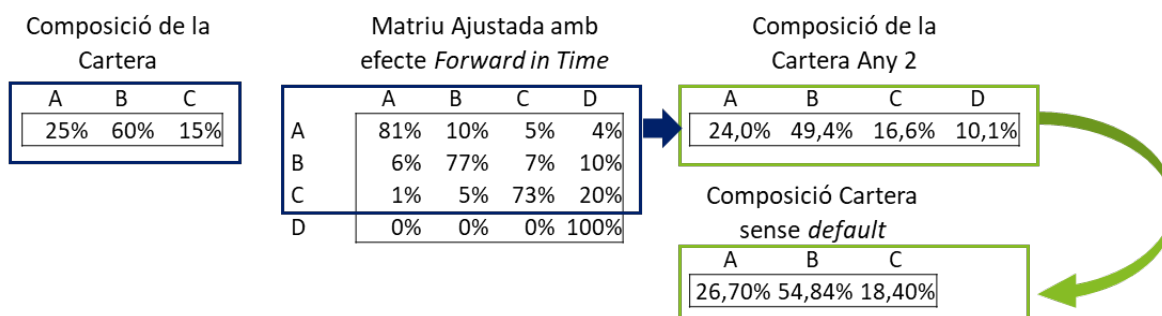 Composició de la
Cartera
A B C
25% 60% 15%
Matriu Ajustada amb
efecte Forward in Time
A B C D
A 81% 10% 5% 4%
B 6% 77% 7% 10%
C 1% 5% 73% 20%
D 0% 0% 0% 100%
Composició de la
Cartera Any 2
A B C D
24,0% 49,4% 16,6% 10,1%
Composició Cartera
sense default
A B C
26,70% 54,84% 18,40%